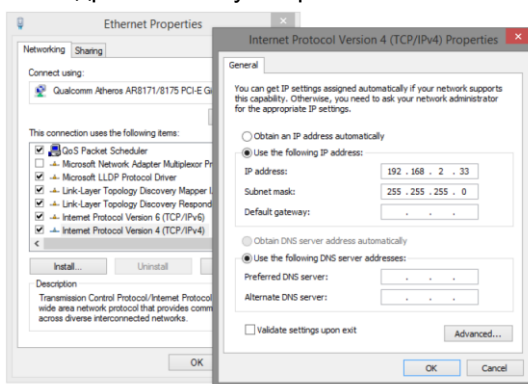 Ethernet Properties
Networking Sharing
Connect using:
Qualcomm Atheros AR8171/8175 PCI-E
This connection uses the following items:
QoS Packet Scheduler
Microsoft Network Adapter Multiplexor
Microsoft LLDP Protocol Driver
Link-Layer Topology Discovery Mapper
Link-Layer Topology Discovery Respond
Internet Protocol Version 6 (TCP/IPv6)
Internet Protocol Version 4 (TCP/IPv4)
Install... Uninstall
Description
Transmission Control Protocol/Internet Protocol
wide area network protocol that provides comm
across diverse interconnected networks.
OK
Internet Protocol Version 4 (TCP/IPv4) Properties
General
You can get IP settings assigned automatically if your network supports
this capability. Otherwise, you need to ask your network administrator
for the appropriate IP settings.
Obtain an IP address automatically
Use the following IP address:
IP address: 192 . 168 . 2 . 33
Subnet mask: 255 . 255 . 255 . 0
Default gateway: . . .
Obtain DNS server address automatically
Use the following DNS server addresses:
Preferred DNS server: . . .
Alternate DNS server: . . .
Validate settings upon exit
Advanced...
OK Cancel